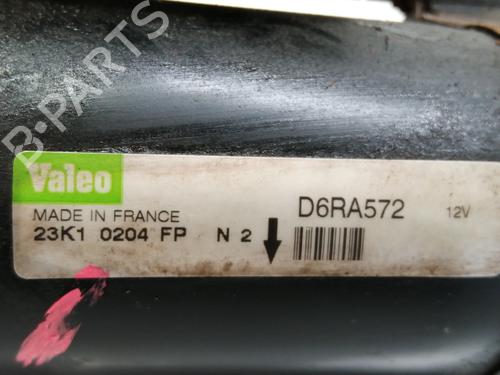 B-PARTS
Valeo
MADE IN FRANCE
23K1 0204 FP N 2
D6RA572 12V